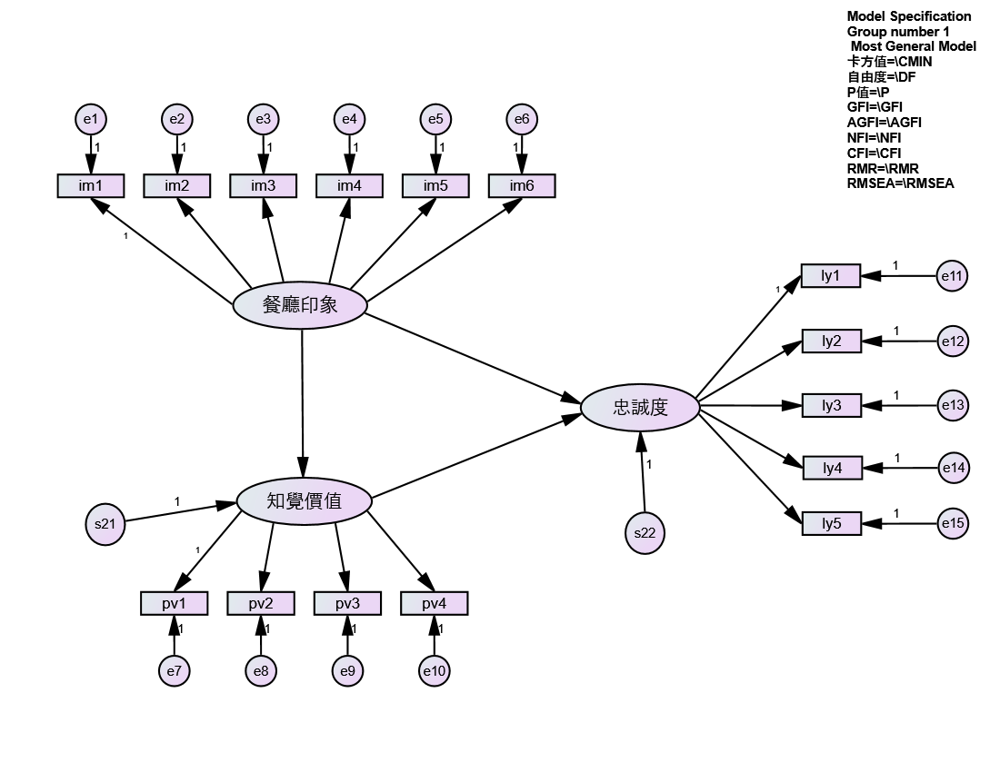 Model Specification
Group number 1
Most General Model
卡方值=\CMIN
自由度=\DF
P值=\P
GFI=\GFI
AGFI=\AGFI
NFI=\NFI
CFI=\CFI
RMR=\RMR
RMSEA=\RMSEA
e1 e2 e3 e4 e5 e6
1 1 1 1 1 1
im1 im2 im3 im4 im5 im6
1
餐廳印象
1 ly1 1 e11
ly2 1 e12
忠誠度 ly3 1 e13
ly4 1 e14
ly5 1 e15
1
s22
知覺價值
s21 1
1
pv1 pv2 pv3 pv4
1 1 1 1
e7 e8 e9 e10